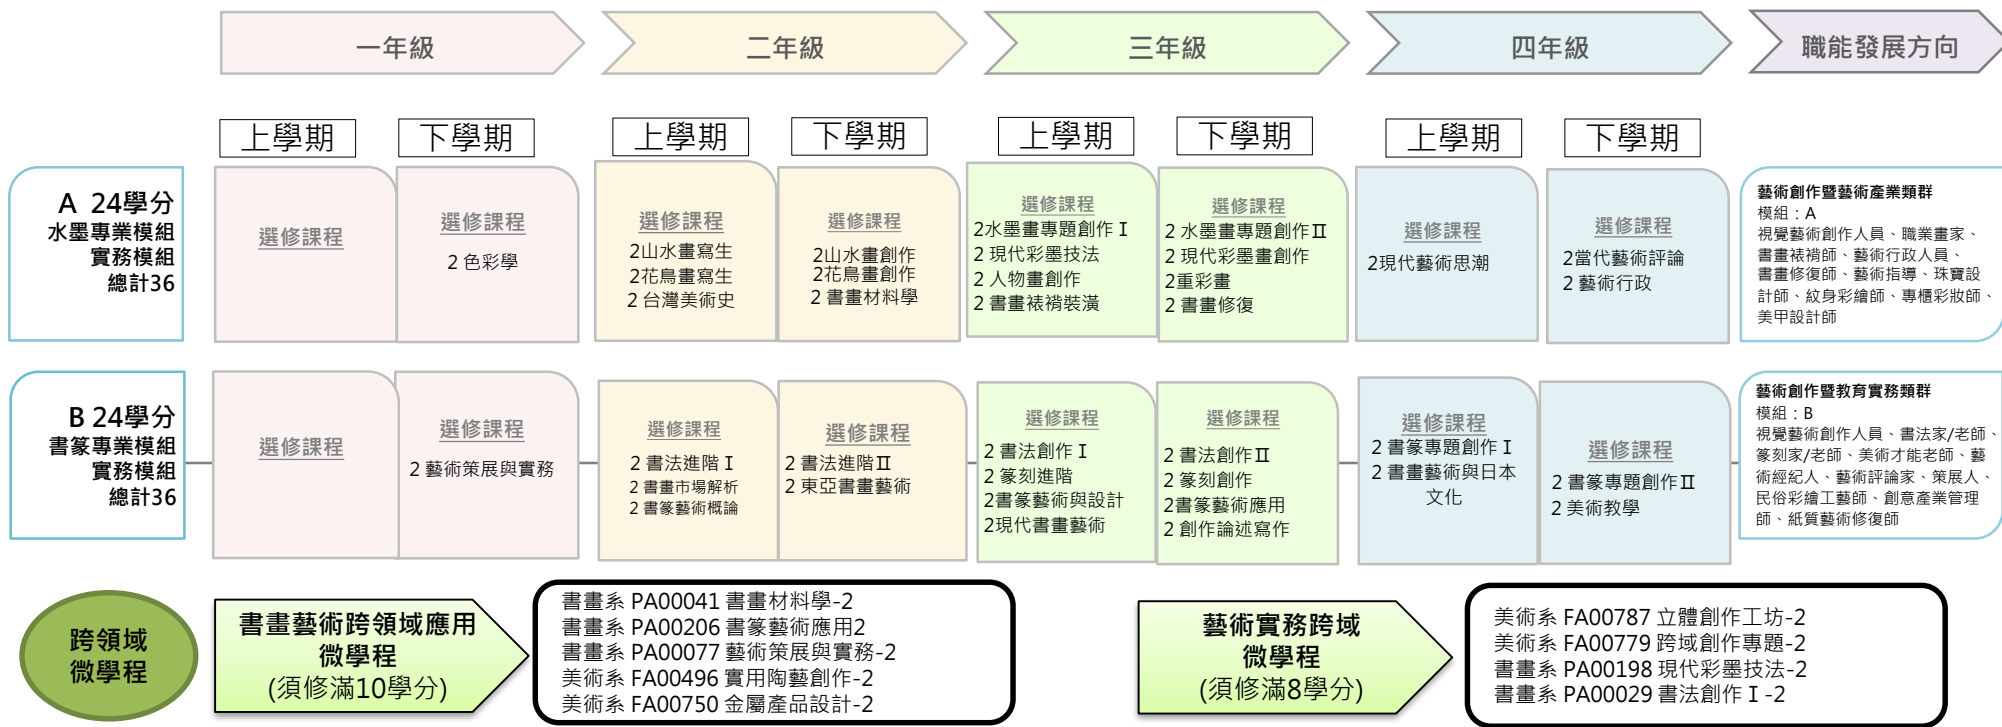 一年級
二年級
三年級
四年級
職能發展方向
上學期
下學期
上學期
下學期
上學期
下學期
上學期
下學期
A 24學分
水墨專業模組
實務模組
總計36
選修課程
選修課程
2 色彩學
選修課程
2山水畫寫生
2花鳥畫寫生
2 台灣美術史
選修課程
2山水畫創作
2花鳥畫創作
2 書畫材料學
選修課程
2水墨畫專題創作 I
2 現代彩墨技法
2 人物畫創作
2 書畫裱褙裝潢
選修課程
2 水墨畫專題創作Ⅱ
2 現代彩墨畫創作
2重彩畫
2 書畫修復
選修課程
2現代藝術思潮
選修課程
2當代藝術評論
2 藝術行政
藝術創作暨藝術產業類群
模組：A
視覺藝術創作人員、職業畫家、
書畫裱褙師、藝術行政人員、
書畫修復師、藝術指導、珠寶設
計師、紋身彩繪師、專櫃彩妝師、
美甲設計師
B 24學分
書篆專業模組
實務模組
總計36
選修課程
選修課程
2 藝術策展與實務
選修課程
2 書法進階 I
2 書畫市場解析
2 書篆藝術概論
選修課程
2 書法進階Ⅱ
2 東亞書畫藝術
選修課程
2 書法創作 I
2 篆刻進階
2書篆藝術與設計
2現代書畫藝術
選修課程
2 書法創作Ⅱ
2 篆刻創作
2書篆藝術應用
2 創作論述寫作
選修課程
2 書篆專題創作 I
2 書畫藝術與日本
文化
選修課程
2 書篆專題創作Ⅱ
2 美術教學
藝術創作暨教育實務類群
模組：B
視覺藝術創作人員、書法家/老師、
篆刻家/老師、美術才能老師、藝
術經紀人、藝術評論家、策展人、
民俗彩繪工藝師、創意產業管理
師、紙質藝術修復師
跨領域
微學程
書畫藝術跨領域應用
微學程
(須修滿10學分)
書畫系 PA00041 書畫材料學-2
書畫系 PA00206 書篆藝術應用2
書畫系 PA00077 藝術策展與實務-2
美術系 FA00496 實用陶藝創作-2
美術系 FA00750 金屬產品設計-2
藝術實務跨域
微學程
(須修滿8學分)
美術系 FA00787 立體創作工坊-2
美術系 FA00779 跨域創作專題-2
書畫系 PA00198 現代彩墨技法-2
書畫系 PA00029 書法創作 I -2